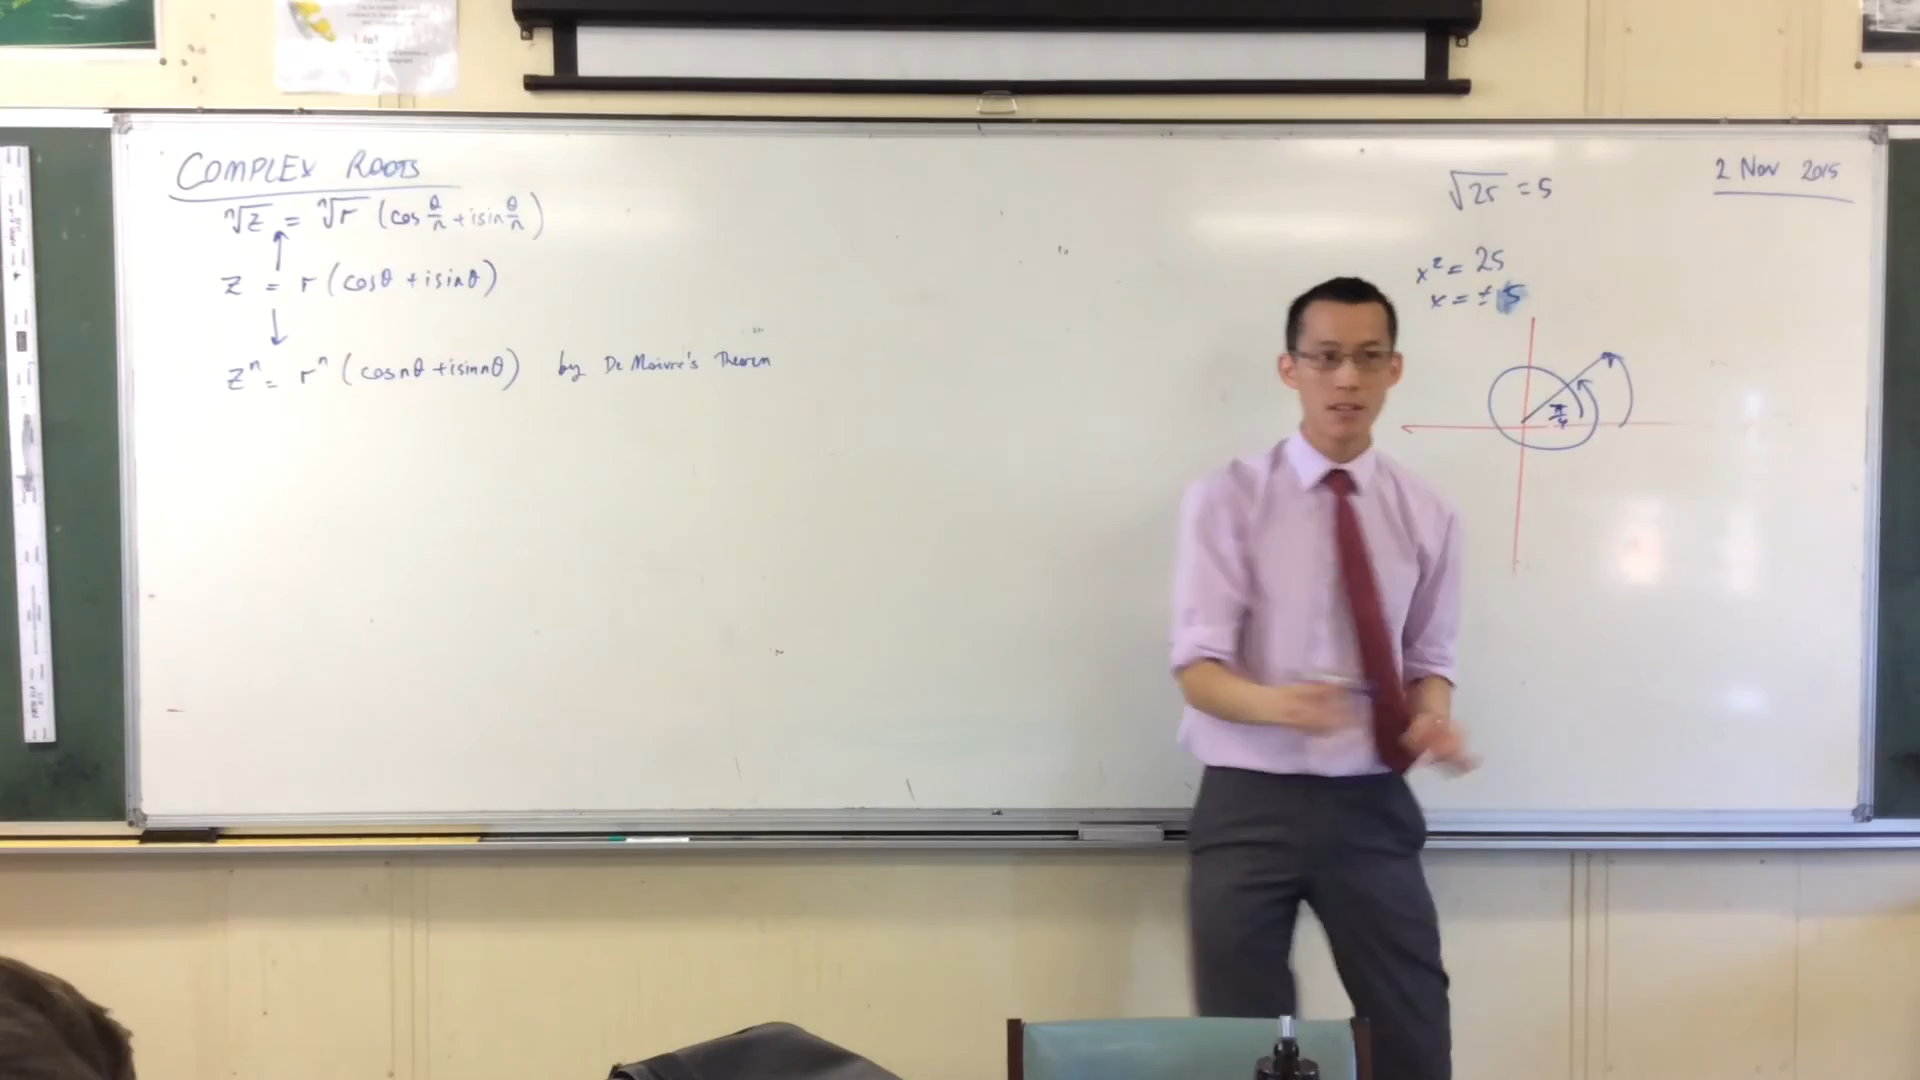 COMPLEX ROOTS
ⁿ√z = ⁿ√r (cos θ/n + isin θ/n)
z = r (cosθ + isinθ)
zⁿ = rⁿ (cosnθ + isinnθ) by De Moivre's Theorem
√25 = 5
x² = 25
x = ± 5
π/4
2 Nov 2015